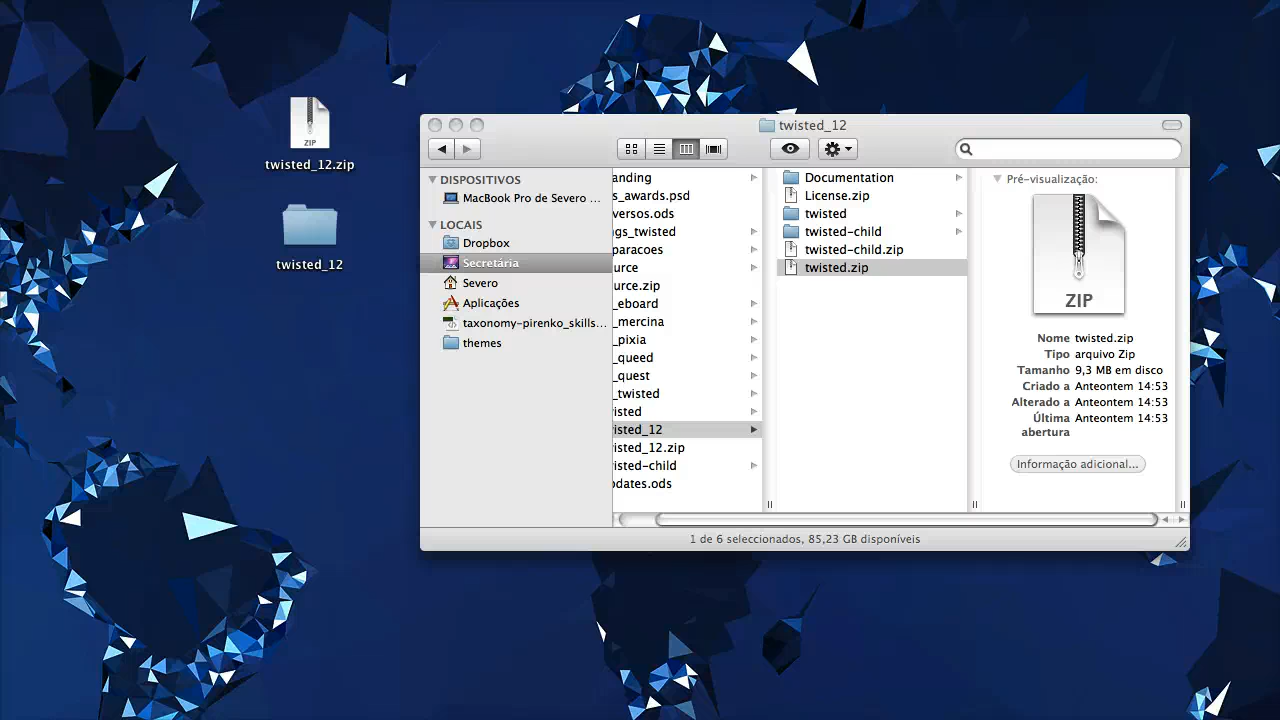 ZIP
twisted_12.zip
twisted_12
twisted_12
DISPOSITIVOS
MacBook Pro de Severo ...
LOCAIS
Dropbox
Secretária
Severo
Aplicações
taxonomy-pirenko_skills...
themes
anding
s_awards.psd
versos.ods
gs_twisted
paracoes
urce
urce.zip
_eboard
_mercina
_pixia
_queed
_quest
_twisted
isted
isted_12
isted_12.zip
isted-child
pdates.ods
Documentation
License.zip
twisted
twisted-child
twisted-child.zip
twisted.zip
Pré-visualização:
ZIP
Nome twisted.zip
Tipo arquivo Zip
Tamanho 9,3 MB em disco
Criado a Anteontem 14:53
Alterado a Anteontem 14:53
Última abertura Anteontem 14:53
Informação adicional...
1 de 6 seleccionados, 85,23 GB disponíveis